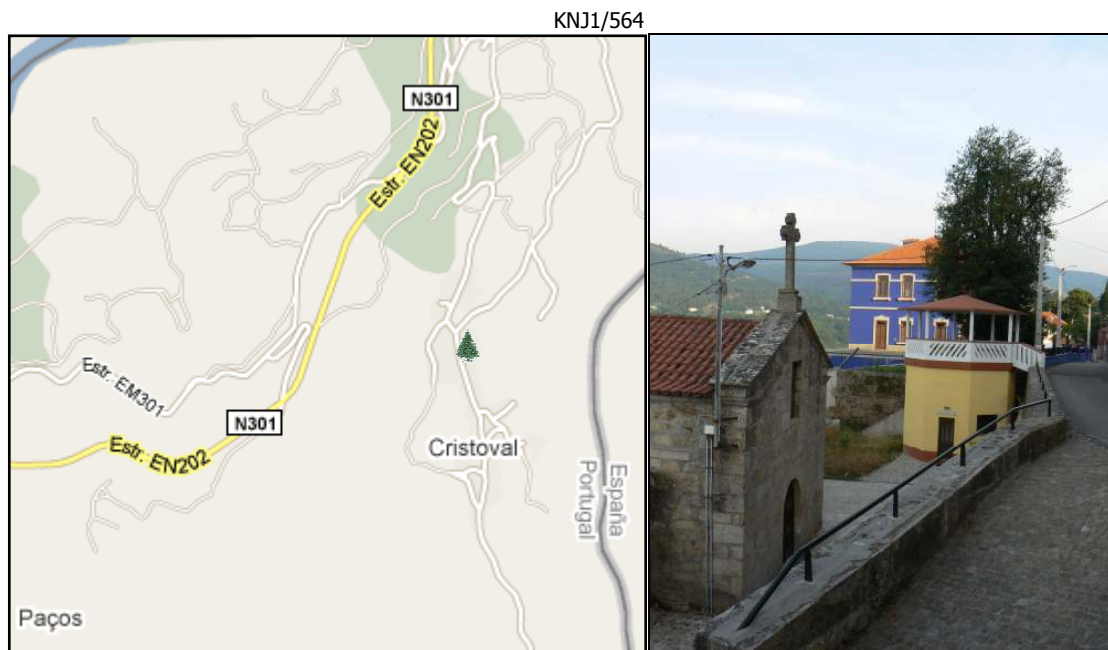 KNJ1/564
N301
Estr. EN202
Estr. EM301
N301
Estr. EN202
Cristoval
España
Portugal
Paços